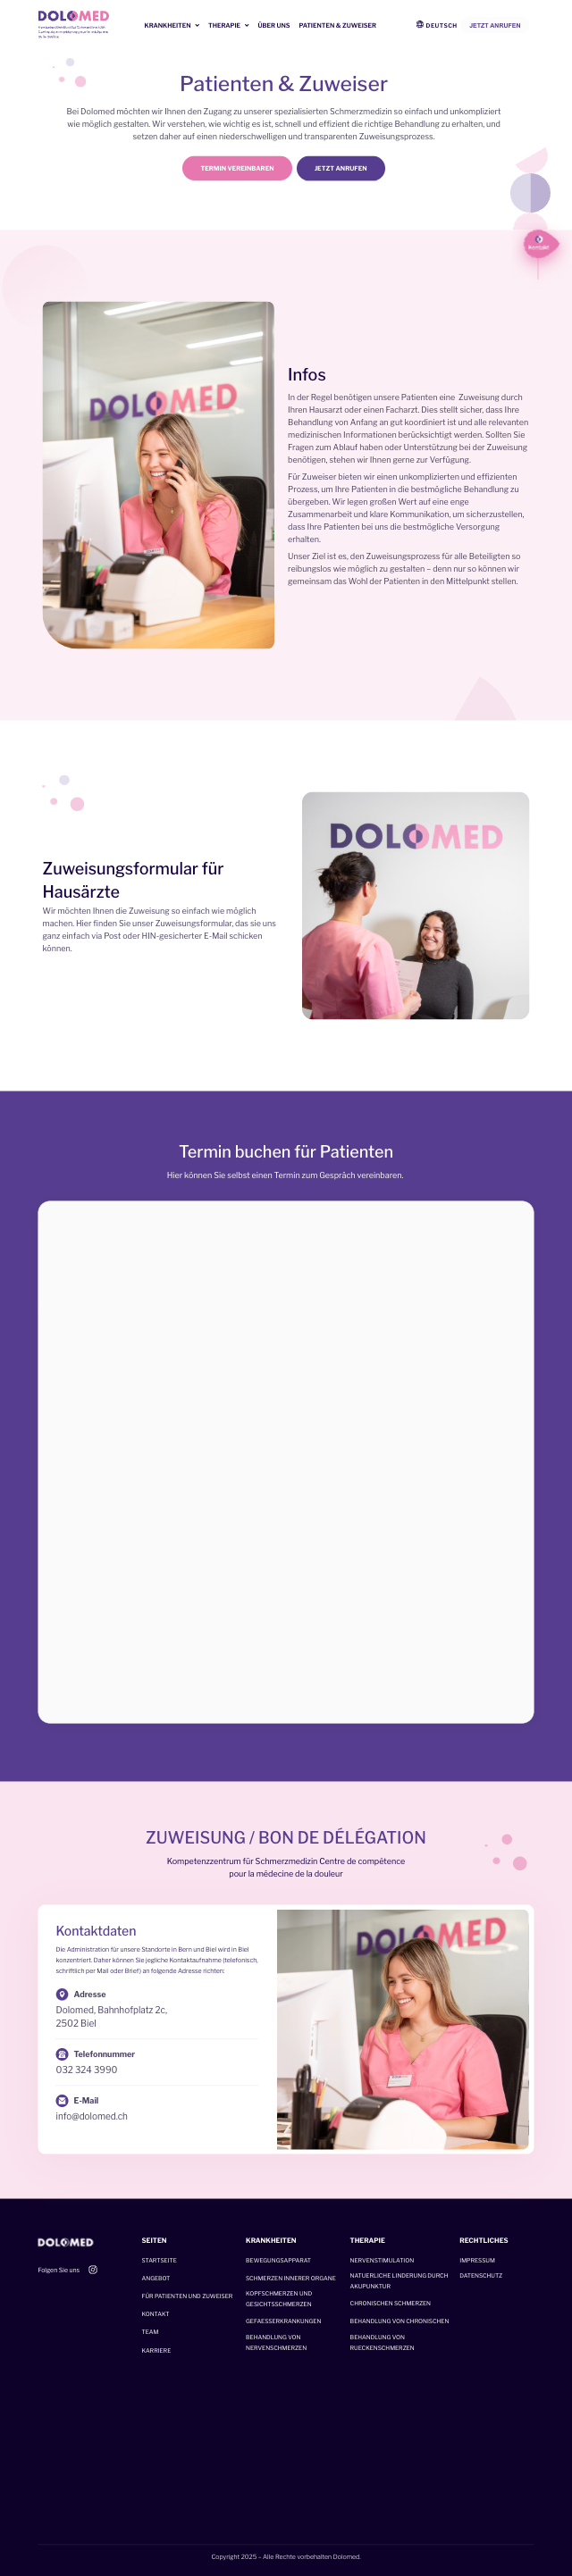 DOLOMED
KRANKHEITEN
THERAPIE
ÜBER UNS
PATIENTEN & ZUWEISER
DEUTSCH
JETZT ANRUFEN
Patienten & Zuweiser
Bei Dolomed möchten wir Ihnen den Zugang zu unserer spezialisierten Schmerzmedizin so einfach und unkompliziert
wie möglich gestalten. Wir verstehen, wie wichtig es ist, schnell und effizient die richtige Behandlung zu erhalten, und
setzen daher auf einen niederschwelligen und transparenten Zuweisungsprozess.
TERMIN VEREINBAREN
JETZT ANRUFEN
Kontakt
DOLOMED
Infos
In der Regel benötigen unsere Patienten eine Zuweisung durch
Ihren Hausarzt oder einen Facharzt. Dies stellt sicher, dass Ihre
Behandlung von Anfang an gut koordiniert ist und alle relevanten
medizinischen Informationen berücksichtigt werden. Sollten Sie
Fragen zum Ablauf haben oder Unterstützung bei der Zuweisung
benötigen, stehen wir Ihnen gerne zur Verfügung.
Für Zuweiser bieten wir einen unkomplizierten und effizienten
Prozess, um Ihre Patienten in die bestmögliche Behandlung zu
übergeben. Wir legen großen Wert auf eine enge
Zusammenarbeit und klare Kommunikation, um sicherzustellen,
dass Ihre Patienten bei uns die bestmögliche Versorgung
erhalten.
Unser Ziel ist es, den Zuweisungsprozess für alle Beteiligten so
reibungslos wie möglich zu gestalten – denn nur so können wir
gemeinsam das Wohl der Patienten in den Mittelpunkt stellen.
Zuweisungsformular für
Hausärzte
Wir möchten Ihnen die Zuweisung so einfach wie möglich
machen. Hier finden Sie unser Zuweisungsformular, das sie uns
ganz einfach via Post oder HIN-gesicherter E-Mail schicken
können.
DOLOMED
Termin buchen für Patienten
Hier können Sie selbst einen Termin zum Gespräch vereinbaren.
ZUWEISUNG / BON DE DÉLÉGATION
Kompetenzzentrum für Schmerzmedizin Centre de compétence
pour la médecine de la douleur
Kontaktdaten
Die Administration für unsere Standorte in Bern und Biel wird in Biel
konzentriert. Daher können Sie jegliche Kontaktaufnahme (telefonisch,
schriftlich per Mail oder Brief) an folgende Adresse richten:
Adresse
Dolomed, Bahnhofplatz 2c,
2502 Biel
Telefonnummer
032 324 3990
E-Mail
info@dolomed.ch
DOLOMED
Folgen Sie uns
SEITEN
STARTSEITE
ANGEBOT
FÜR PATIENTEN UND ZUWEISER
KONTAKT
TEAM
KARRIERE
KRANKHEITEN
BEWEGUNGSAPPARAT
SCHMERZEN INNERER ORGANE
KOPFSCHMERZEN UND
GESICHTSSCHMERZEN
GEFAESSERKRANKUNGEN
BEHANDLUNG VON
NERVENSCHMERZEN
THERAPIE
NERVENSTIMULATION
NATUERLICHE LINDERUNG DURCH
AKUPUNKTUR
CHRONISCHEN SCHMERZEN
BEHANDLUNG VON CHRONISCHEN
BEHANDLUNG VON
RUECKENSCHMERZEN
RECHTLICHES
IMPRESSUM
DATENSCHUTZ
Copyright 2025 – Alle Rechte vorbehalten Dolomed.